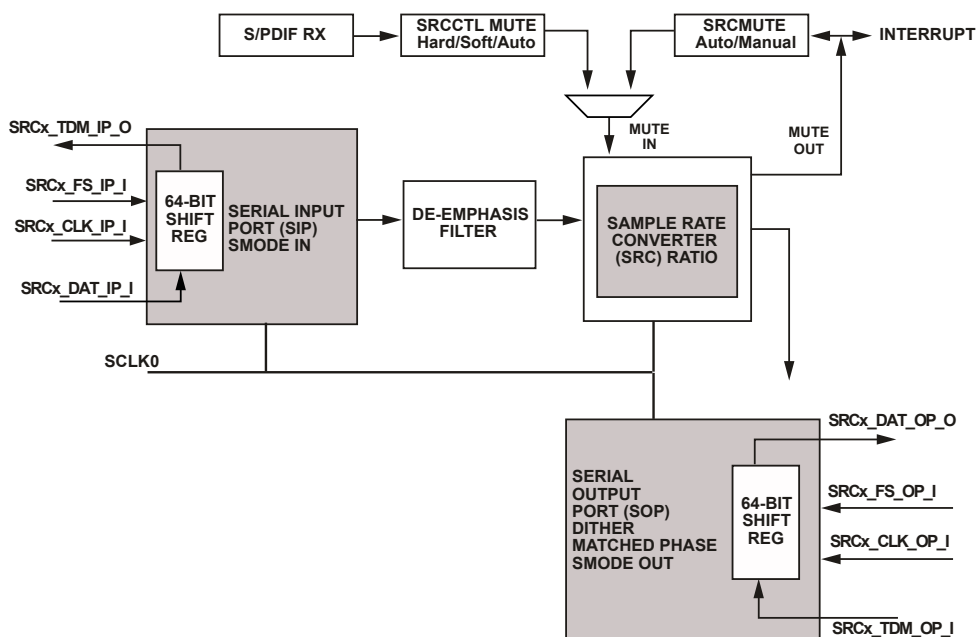 S/PDIF RX
SRCCTL MUTE
Hard/Soft/Auto
SRCMUTE
Auto/Manual
INTERRUPT
MUTE
IN
MUTE
OUT
SRCx_TDM_IP_O
SRCx_FS_IP_I
SRCx_CLK_IP_I
SRCx_DAT_IP_I
64-BIT
SHIFT
REG
SERIAL INPUT
PORT (SIP)
SMODE IN
DE-EMPHASIS
FILTER
SAMPLE RATE
CONVERTER
(SRC) RATIO
SCLK0
SERIAL
OUTPUT
PORT (SOP)
DITHER
MATCHED PHASE
SMODE OUT
64-BIT
SHIFT
REG
SRCx_DAT_OP_O
SRCx_FS_OP_I
SRCx_CLK_OP_I
SRCx_TDM_OP_I